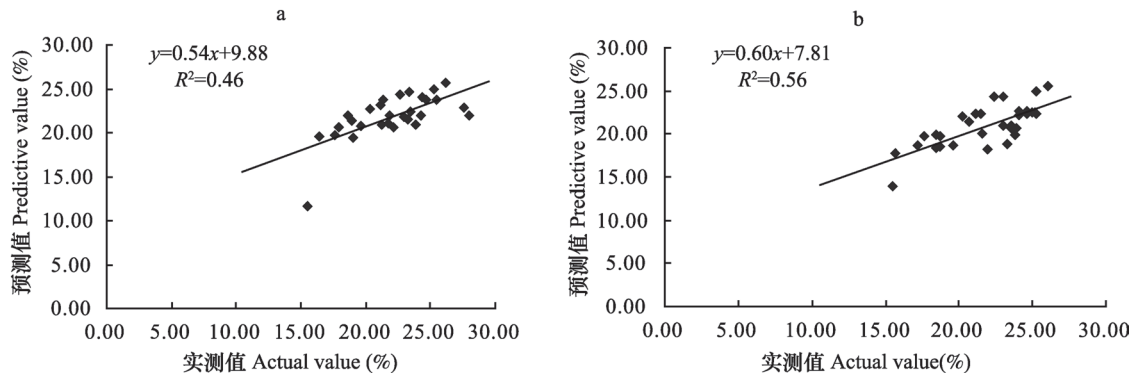 a
y=0.54x+9.88
R²=0.46
预测值 Predictive value (%)
30.00
25.00
20.00
15.00
10.00
5.00
0.00
0.00 5.00 10.00 15.00 20.00 25.00 30.00
实测值 Actual value (%)
b
y=0.60x+7.81
R²=0.56
预测值 Predictive value (%)
30.00
25.00
20.00
15.00
10.00
5.00
0.00
0.00 5.00 10.00 15.00 20.00 25.00 30.00
实测值 Actual value(%)